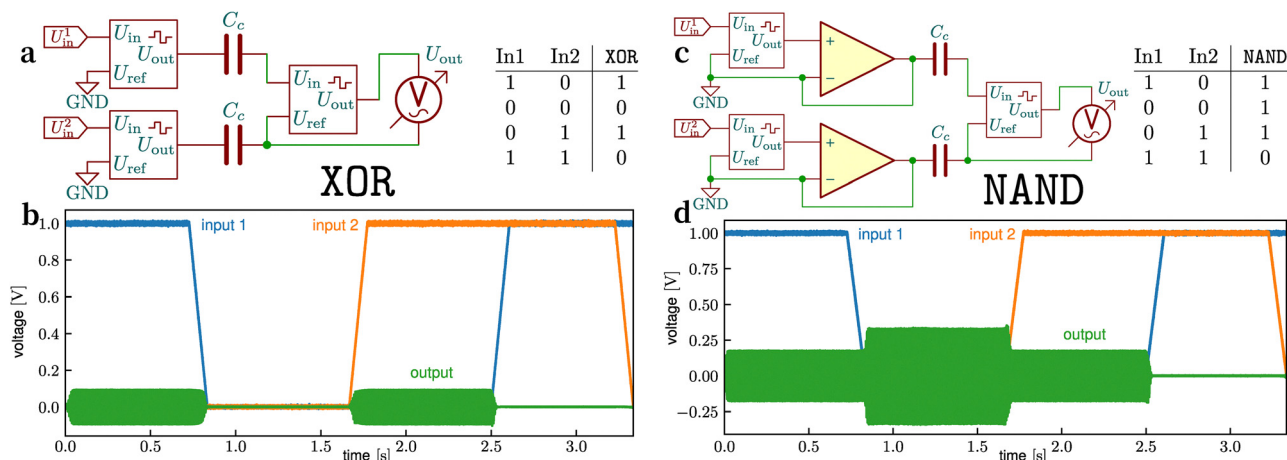 a
U¹in
Uin
Uout
Uref
GND
Cc
U²in
Uin
Uout
Uref
GND
Cc
Uin
Uout
Uref
V
Uout
XOR
In1 In2 XOR
1 0 1
0 0 0
0 1 1
1 1 0
b
voltage [V]
1.0
0.8
0.6
0.4
0.2
0.0
input 1
input 2
output
0.0 0.5 1.0 1.5 2.0 2.5 3.0
time [s]
c
U¹in
Uin
Uout
Uref
GND
+
−
Cc
U²in
Uin
Uout
Uref
GND
+
−
Cc
Uin
Uout
Uref
V
Uout
NAND
In1 In2 NAND
1 0 1
0 0 1
0 1 1
1 1 0
d
voltage [V]
1.00
0.75
0.50
0.25
0.00
−0.25
input 1
input 2
output
0.0 0.5 1.0 1.5 2.0 2.5 3.0
time [s]